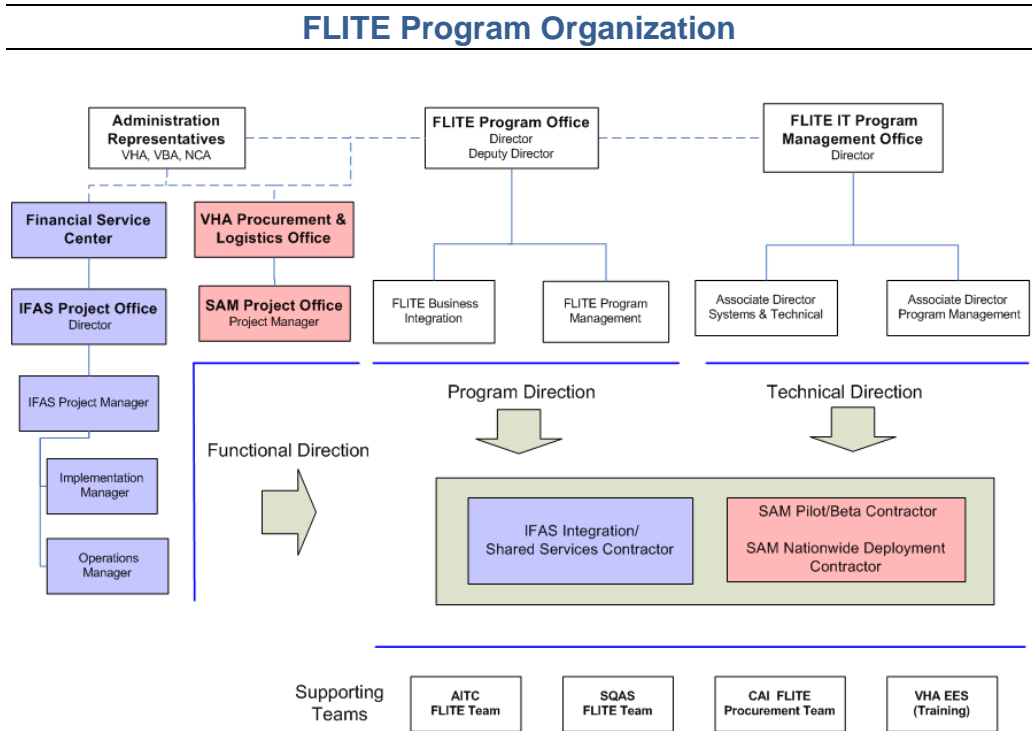 FLITE Program Organization
Administration
Representatives
VHA, VBA, NCA
FLITE Program Office
Director
Deputy Director
FLITE IT Program
Management Office
Director
Financial Service
Center
VHA Procurement &
Logistics Office
IFAS Project Office
Director
SAM Project Office
Project Manager
FLITE Business
Integration
FLITE Program
Management
Associate Director
Systems & Technical
Associate Director
Program Management
IFAS Project Manager
Implementation
Manager
Operations
Manager
Functional Direction
Program Direction
Technical Direction
IFAS Integration/
Shared Services Contractor
SAM Pilot/Beta Contractor
SAM Nationwide Deployment
Contractor
Supporting
Teams
AITC
FLITE Team
SQAS
FLITE Team
CAI FLITE
Procurement Team
VHA EES
(Training)